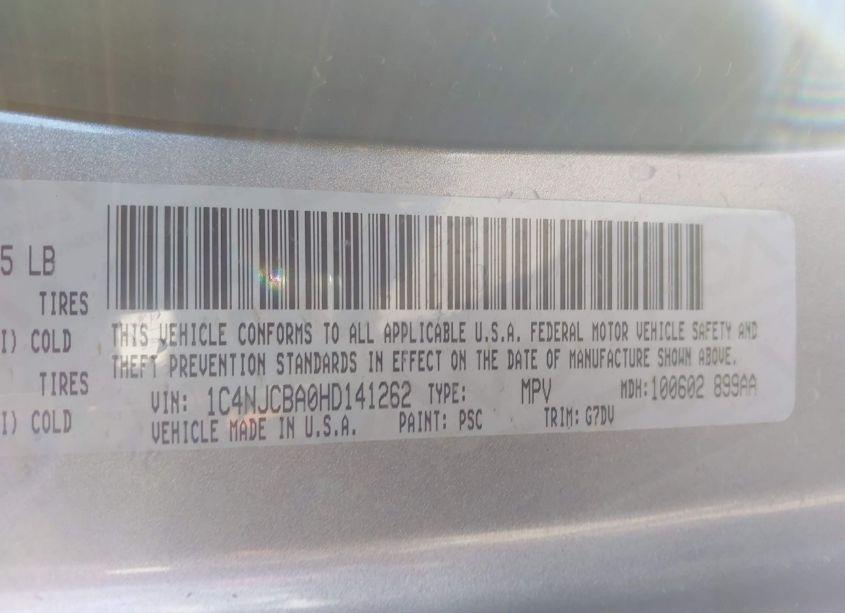 5 LB
TIRES
I) COLD
TIRES
I) COLD
THIS VEHICLE CONFORMS TO ALL APPLICABLE U.S.A. FEDERAL MOTOR VEHICLE SAFETY AND
THEFT PREVENTION STANDARDS IN EFFECT ON THE DATE OF MANUFACTURE SHOWN ABOVE.
VIN: 1C4NJCBA0HD141262 TYPE: MPV MDH:100602 899AA
VEHICLE MADE IN U.S.A. PAINT: PSC TRIM: G7DV